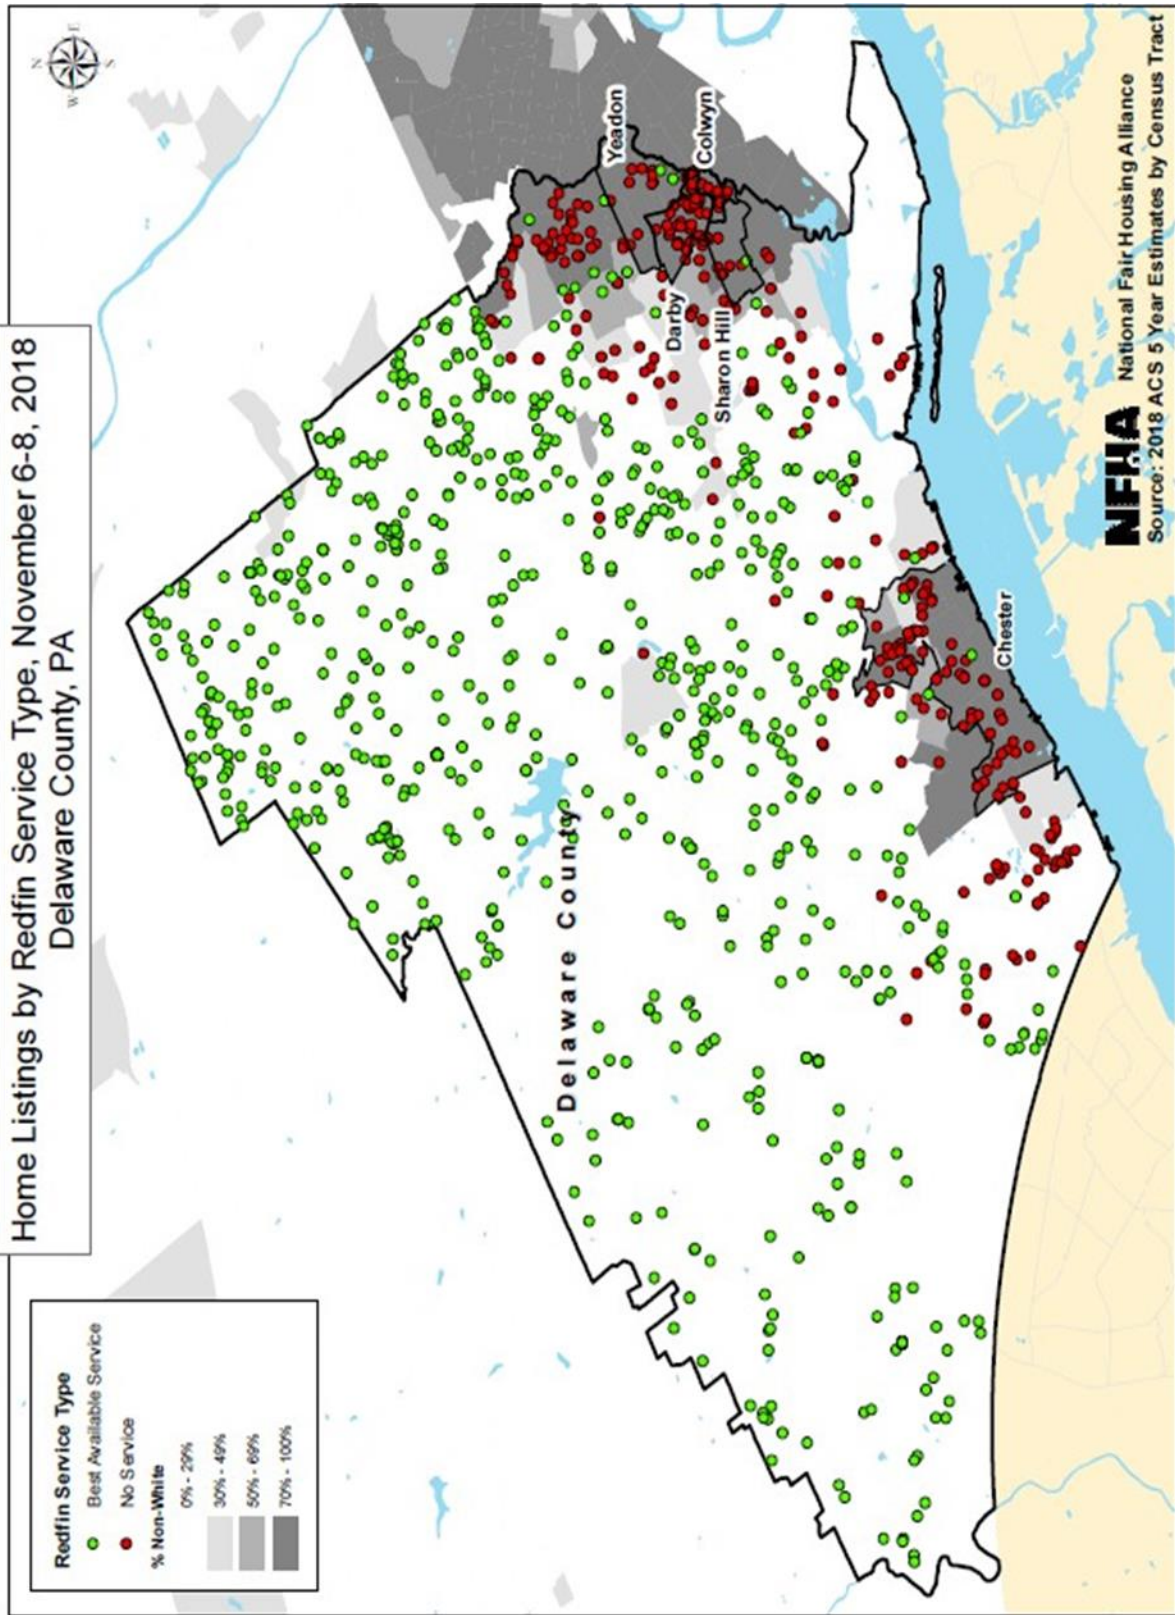 Home Listings by Redfin Service Type, November 6-8, 2018
Delaware County, PA
N
W
E
S
Redfin Service Type
Best Available Service
No Service
% Non-White
0% - 29%
30% - 49%
50% - 69%
70% - 100%
Yeadon
Colwyn
Darby
Sharon Hill
Delaware County
Chester
NFHA National Fair Housing Alliance
Source: 2018 ACS 5 Year Estimates by Census Tract